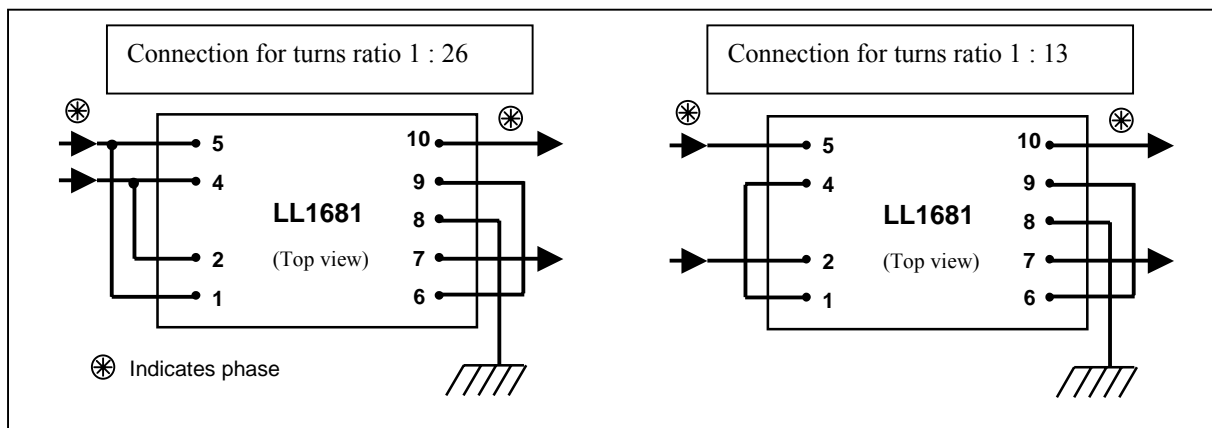 Connection for turns ratio 1 : 26
5
4
2
1
10
9
8
7
6
LL1681
(Top view)
Indicates phase
Connection for turns ratio 1 : 13
5
4
2
1
10
9
8
7
6
LL1681
(Top view)